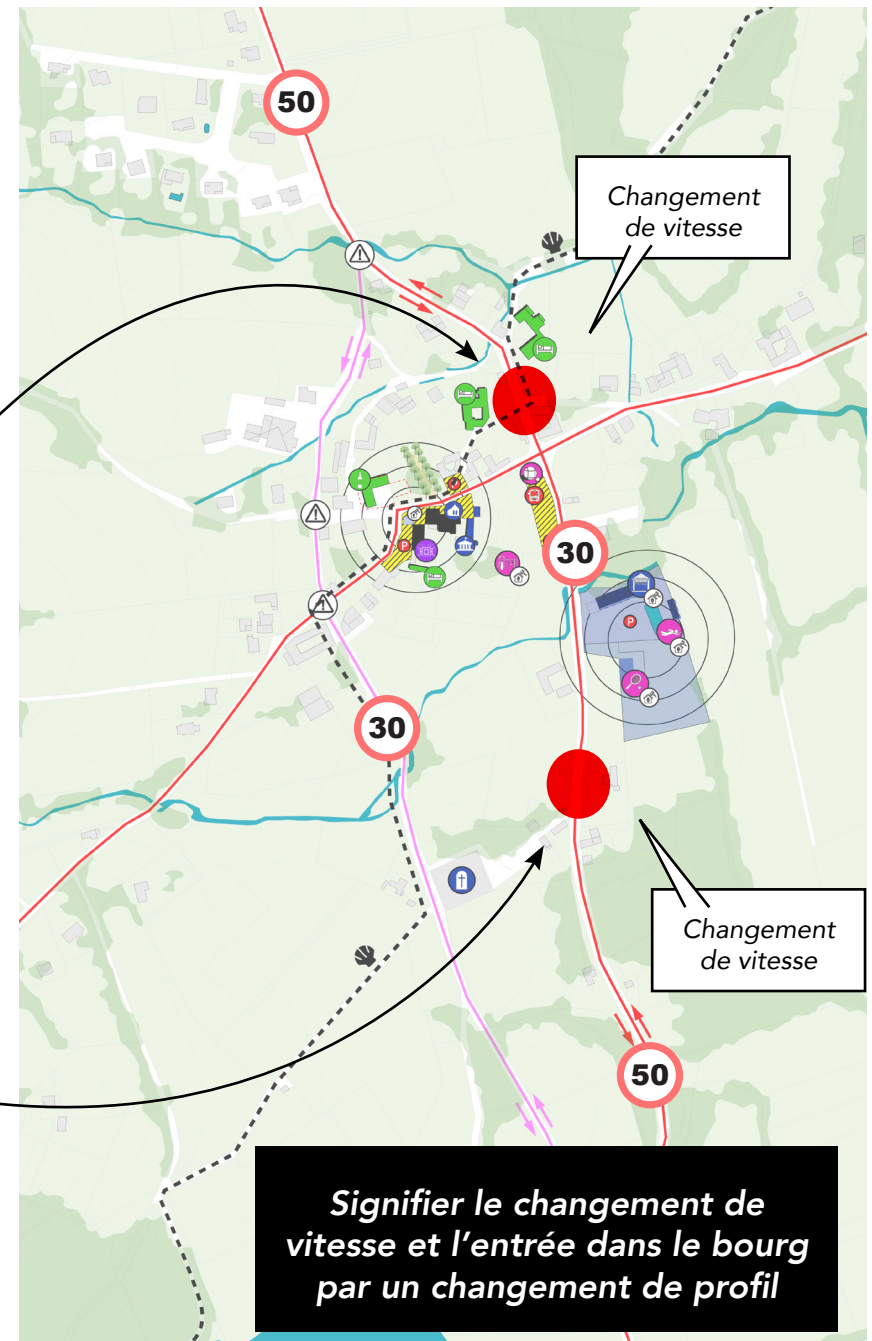 50
Changement
de vitesse
P
30
P
P
30
Changement
de vitesse
50
Signifier le changement de
vitesse et l'entrée dans le bourg
par un changement de profil